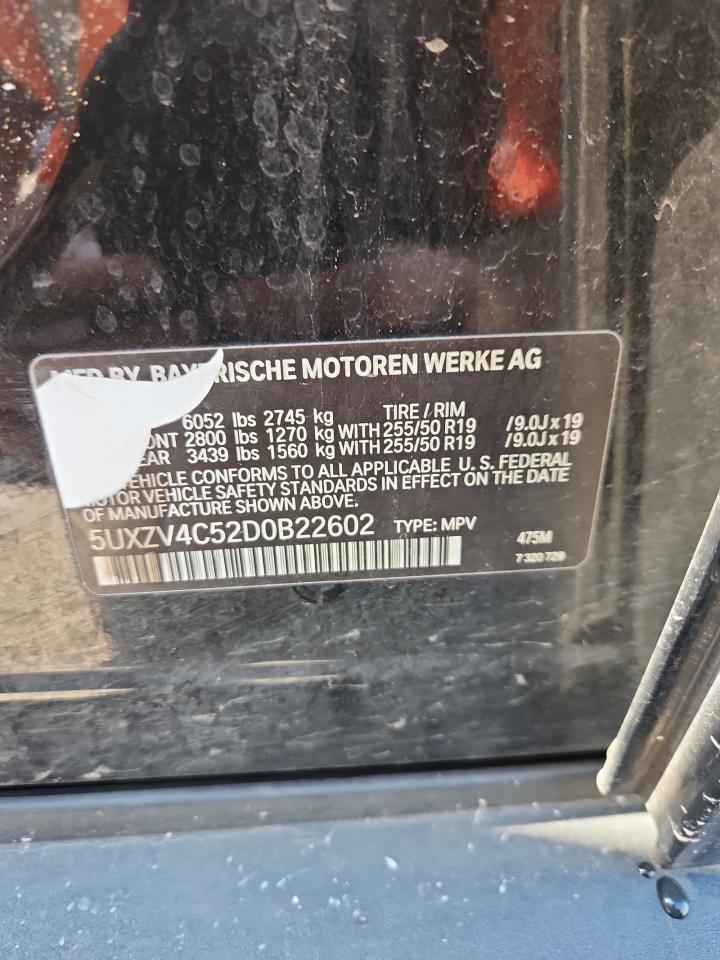 MFD BY BAYERISCHE MOTOREN WERKE AG
TIRE / RIM
6052 lbs 2745 kg
2800 lbs 1270 kg WITH 255/50 R19 /9.0J x 19
3439 lbs 1560 kg WITH 255/50 R19 /9.0J x 19
VEHICLE CONFORMS TO ALL APPLICABLE U. S. FEDERAL
MOTOR VEHICLE SAFETY STANDARDS IN EFFECT ON THE DATE
OF MANUFACTURE SHOWN ABOVE.
5UXZV4C52D0B22602 TYPE: MPV 475M
7 320 729